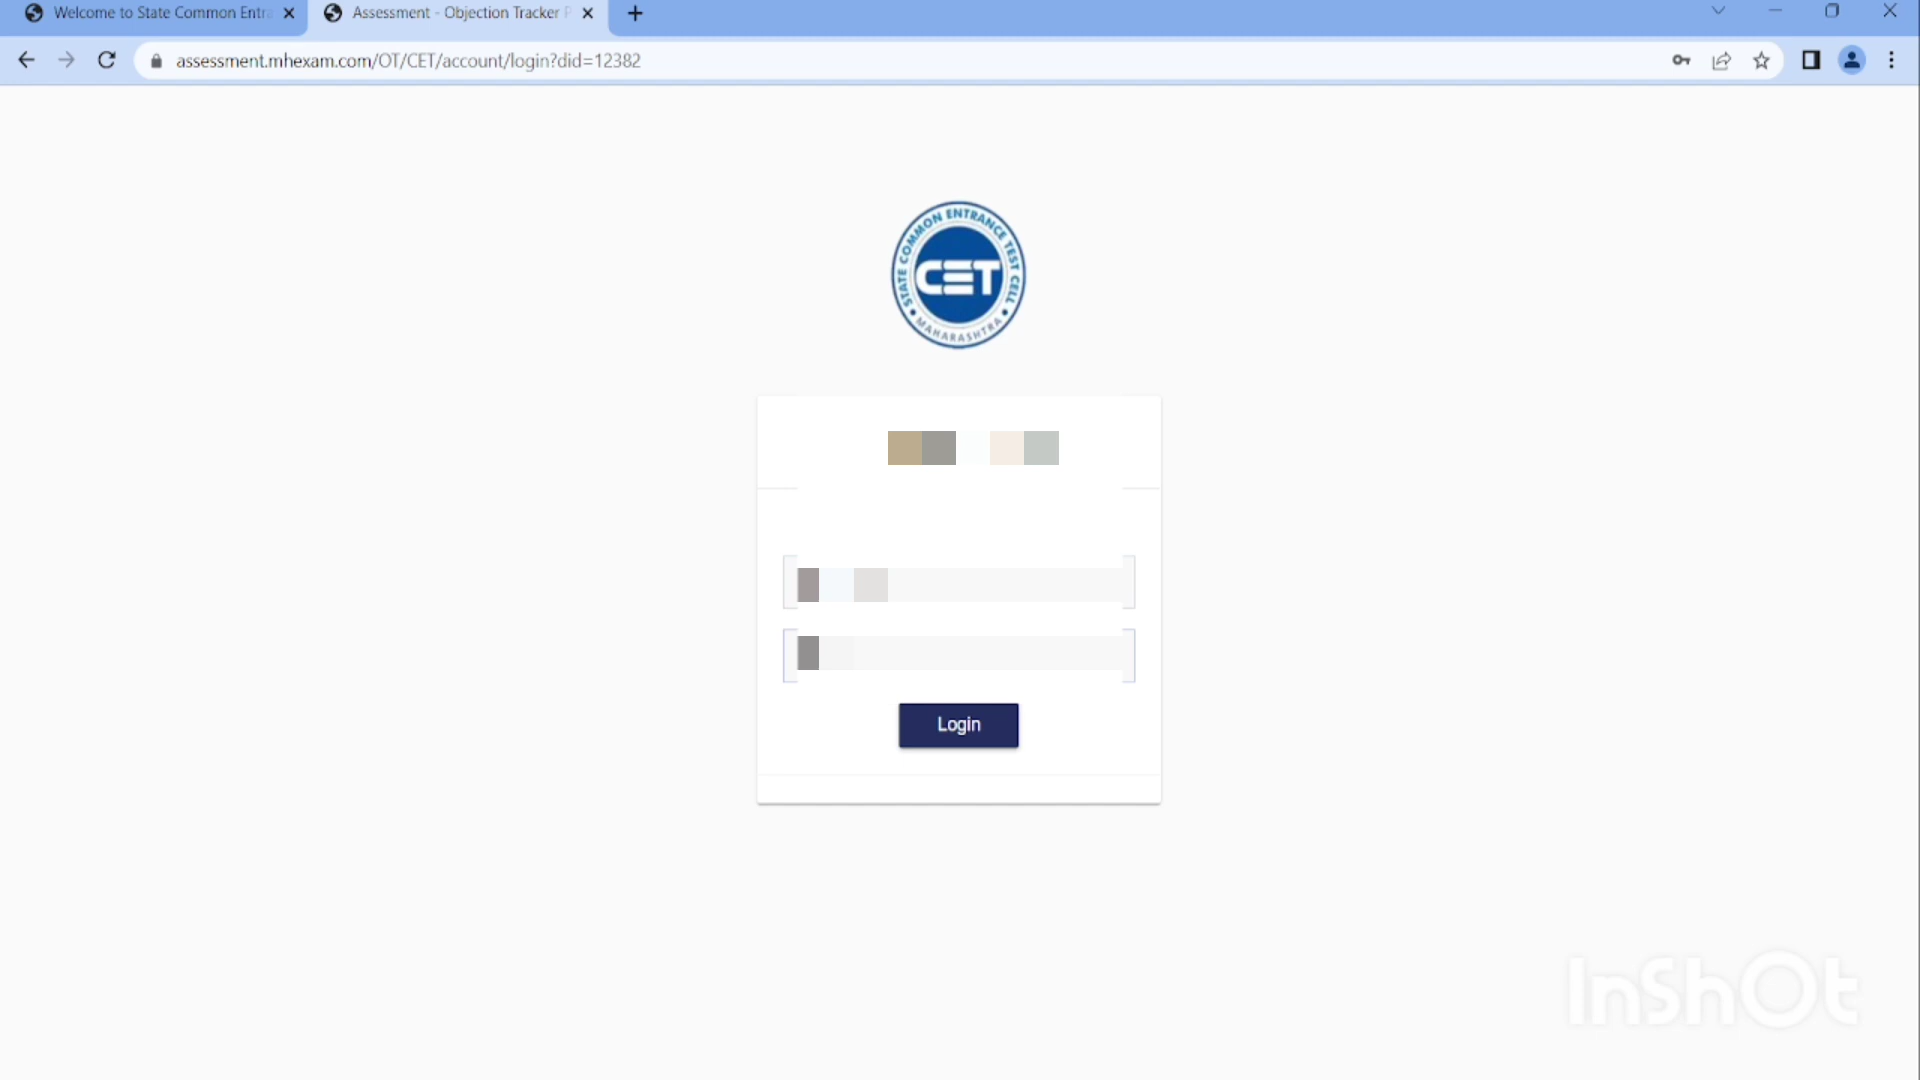 Welcome to State Common Entra
Assessment - Objection Tracker P
assessment.mhexam.com/OT/CET/account/login?did=12382
STATE COMMON ENTRANCE TEST CELL
CET
MAHARASHTRA
Login
InShOt